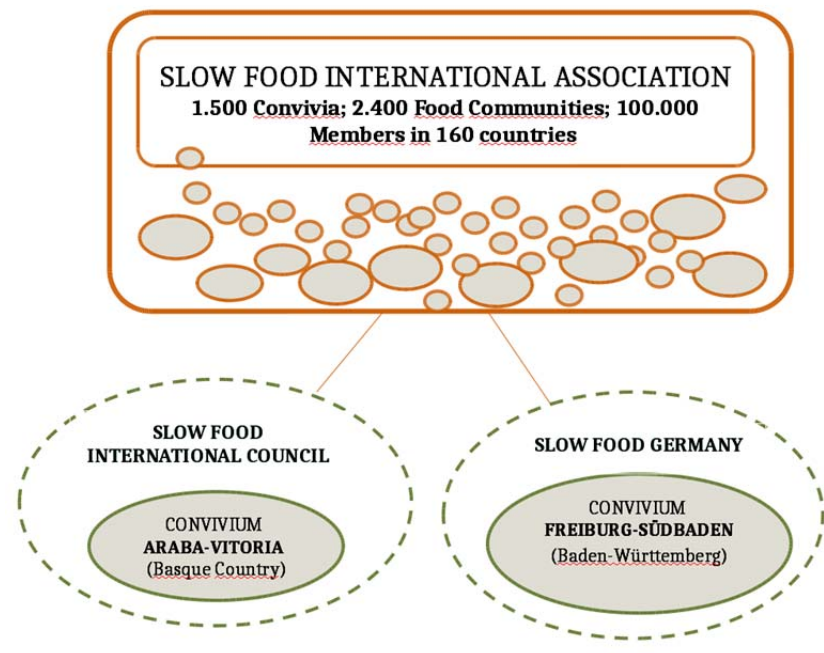 SLOW FOOD INTERNATIONAL ASSOCIATION
1.500 Convivia; 2.400 Food Communities; 100.000
Members in 160 countries
SLOW FOOD
INTERNATIONAL COUNCIL
CONVIVIUM
ARABA-VITORIA
(Basque Country)
SLOW FOOD GERMANY
CONVIVIUM
FREIBURG-SÜDBADEN
(Baden-Württemberg)